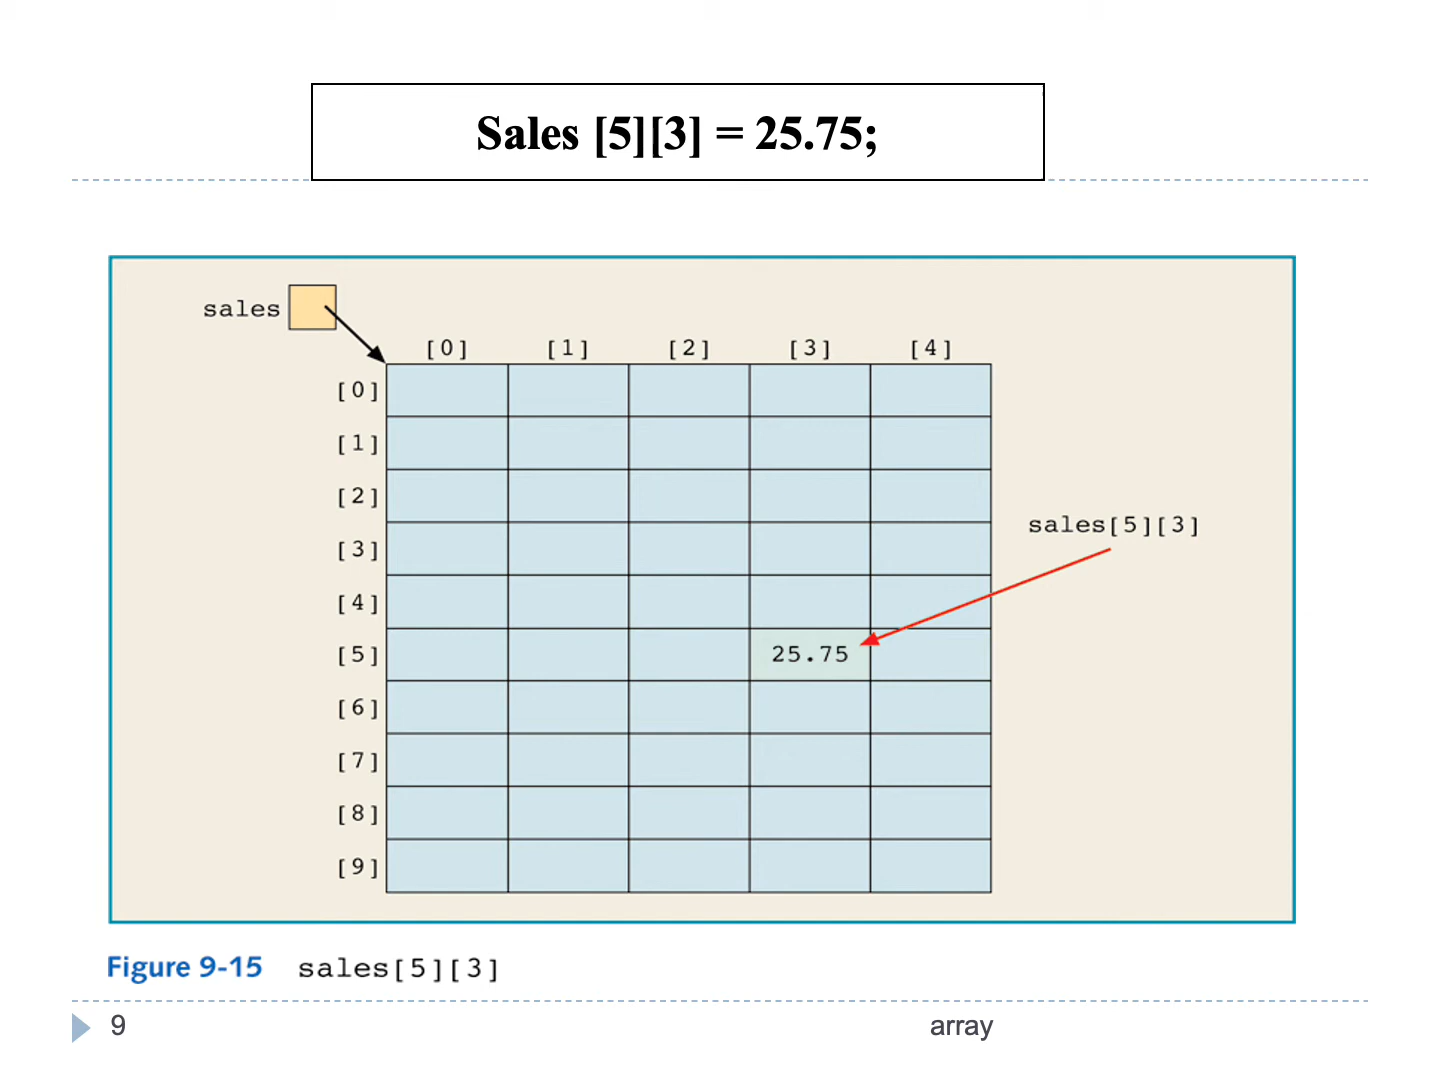 Sales [5][3] = 25.75;
sales
[0] [1] [2] [3] [4]
[0]
[1]
[2]
[3]
sales[5][3]
[4]
[5] 25.75
[6]
[7]
[8]
[9]
Figure 9-15 sales[5][3]
9 array